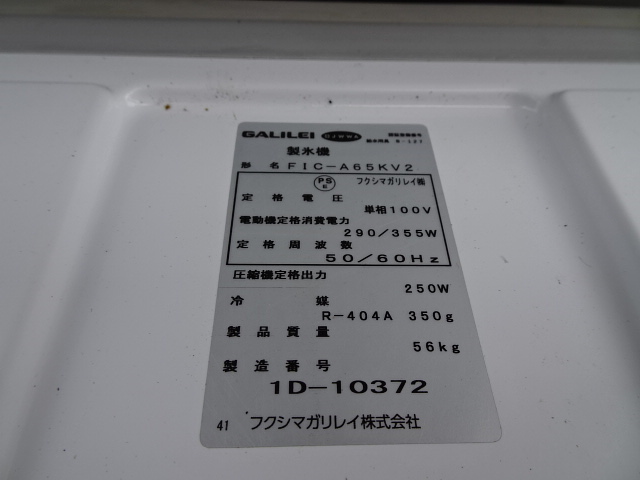 GALILEI
製氷機
形名 FIC-A65KV2
PS E フクシマガリレイ㈱
定格電圧
単相100V
電動機定格消費電力
290/355W
定格周波数
50/60Hz
圧縮機定格出力
250W
冷媒
R-404A 350g
製品質量
56kg
製造番号
1D-10372
41 フクシマガリレイ株式会社